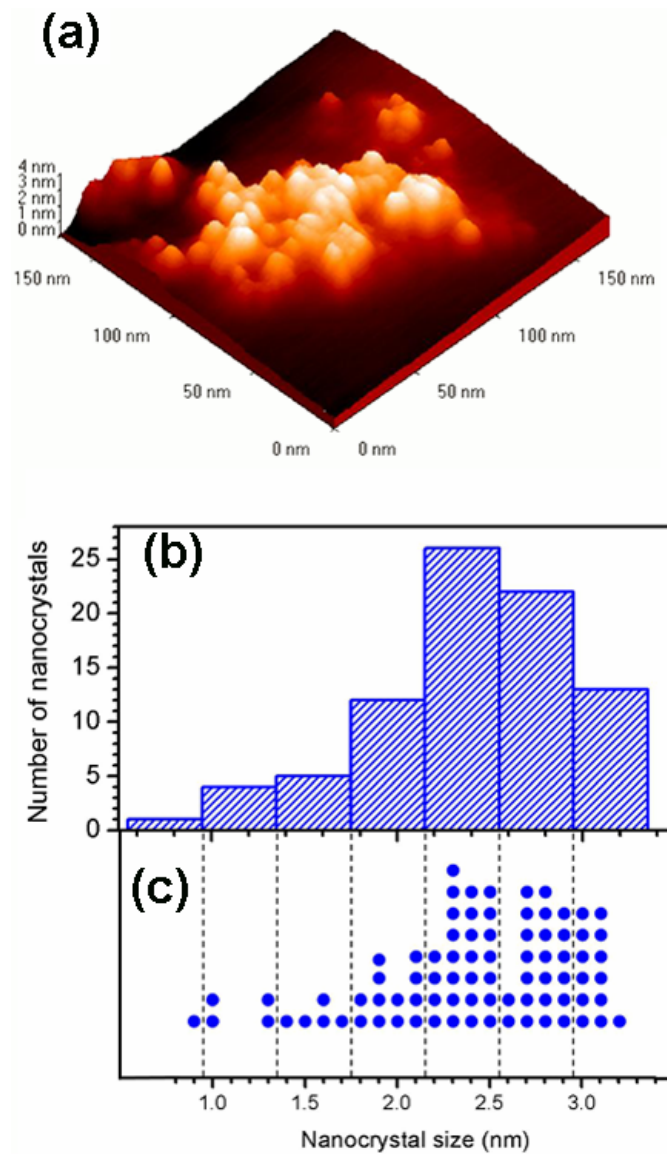 (a)
4 nm
3 nm
2 nm
1 nm
0 nm
150 nm
100 nm
50 nm
0 nm
0 nm
50 nm
100 nm
150 nm
(b)
Number of nanocrystals
25
20
15
10
5
0
(c)
1.0 1.5 2.0 2.5 3.0
Nanocrystal size (nm)